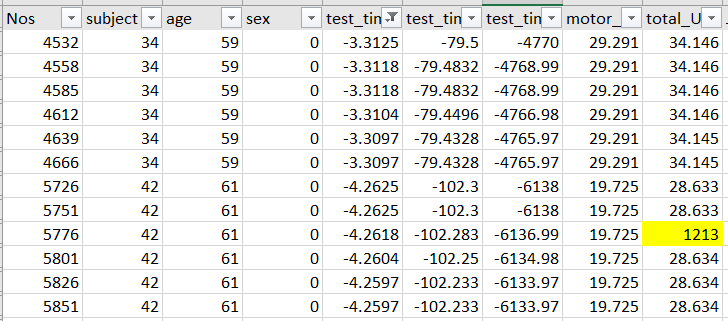 Nos subject age sex test_tim test_tim test_tim motor_ total_U
4532 34 59 0 -3.3125 -79.5 -4770 29.291 34.146
4558 34 59 0 -3.3118 -79.4832 -4768.99 29.291 34.146
4585 34 59 0 -3.3118 -79.4832 -4768.99 29.291 34.146
4612 34 59 0 -3.3104 -79.4496 -4766.98 29.291 34.146
4639 34 59 0 -3.3097 -79.4328 -4765.97 29.291 34.145
4666 34 59 0 -3.3097 -79.4328 -4765.97 29.291 34.145
5726 42 61 0 -4.2625 -102.3 -6138 19.725 28.633
5751 42 61 0 -4.2625 -102.3 -6138 19.725 28.633
5776 42 61 0 -4.2618 -102.283 -6136.99 19.725 1213
5801 42 61 0 -4.2604 -102.25 -6134.98 19.725 28.634
5826 42 61 0 -4.2597 -102.233 -6133.97 19.725 28.634
5851 42 61 0 -4.2597 -102.233 -6133.97 19.725 28.634